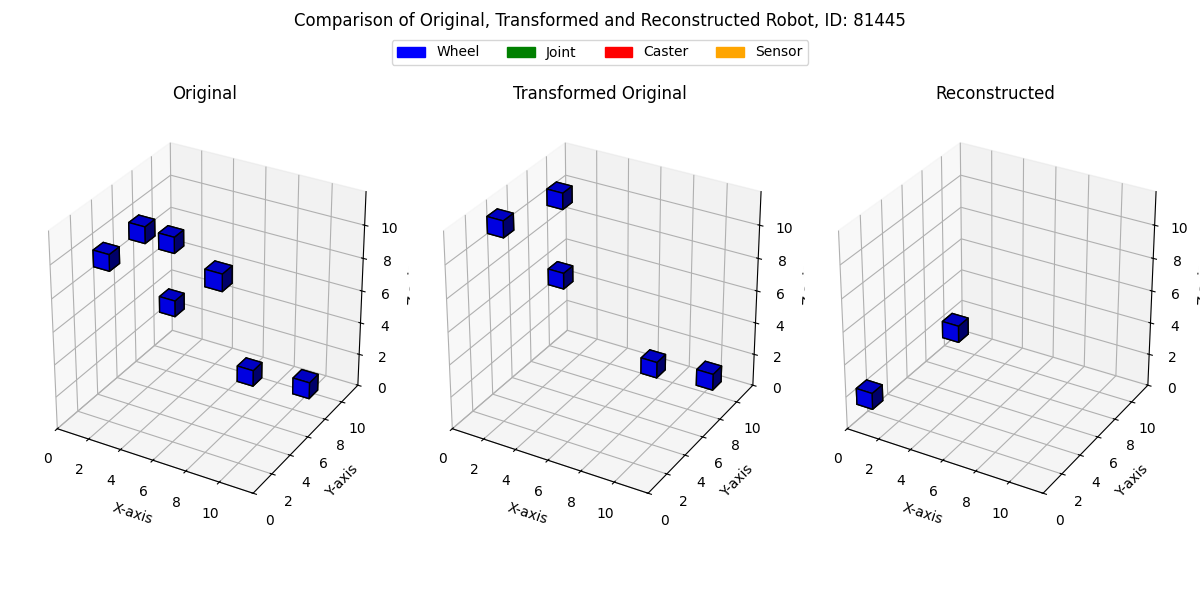 Comparison of Original, Transformed and Reconstructed Robot, ID: 81445
Wheel Joint Caster Sensor
Original Transformed Original Reconstructed
10 10 10
8 8 8
6 6 6
4 4 4
2 2 2
0 0 0
10 10 10
8 8 8
6 6 6
4 4 4
2 2 2
0 0 0
0 2 4 6 8 10 0 2 4 6 8 10 0 2 4 6 8 10
X-axis Y-axis X-axis Y-axis X-axis Y-axis